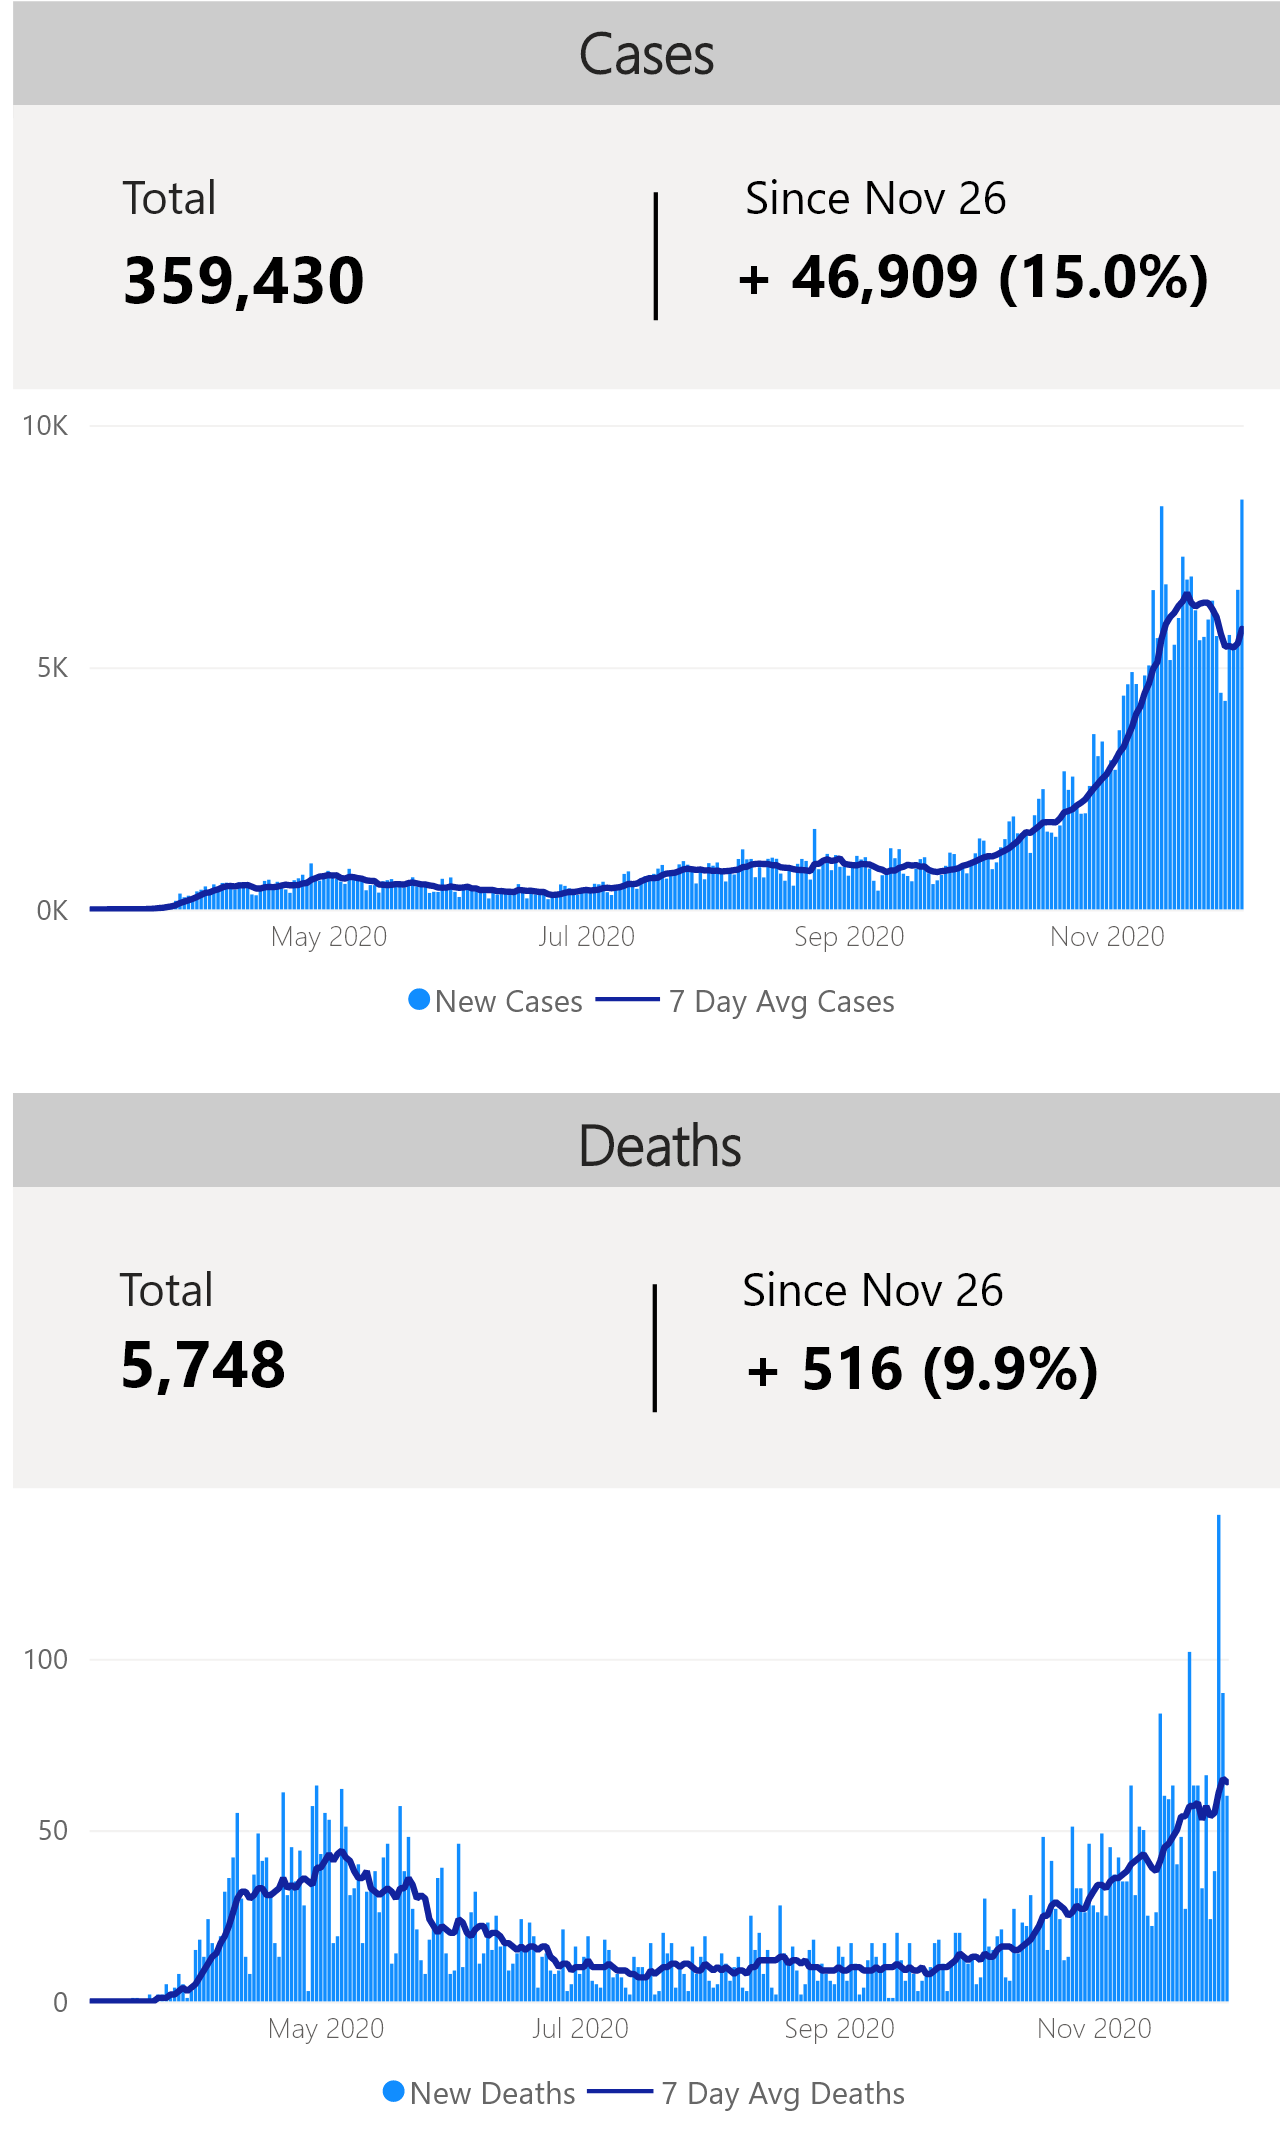 Cases
Total
Since Nov 26
359,430
+ 46,909 (15.0%)
10K
5K
0K
May 2020
Jul 2020
Sep 2020
Nov 2020
New Cases
7 Day Avg Cases
Deaths
Total
Since Nov 26
5,748
+ 516 (9.9%)
100
50
0
May 2020
Jul 2020
Sep 2020
Nov 2020
New Deaths
7 Day Avg Deaths